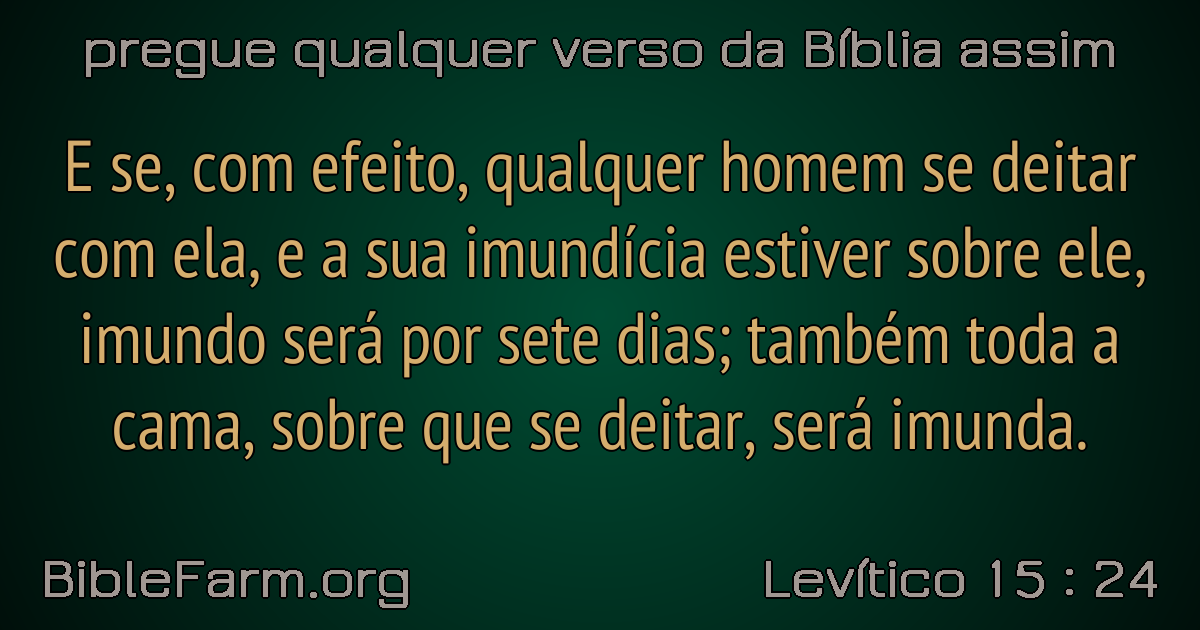 pregue qualquer verso da Bíblia assim
E se, com efeito, qualquer homem se deitar
com ela, e a sua imundícia estiver sobre ele,
imundo será por sete dias; também toda a
cama, sobre que se deitar, será imunda.
BibleFarm.org
Levítico 15 : 24